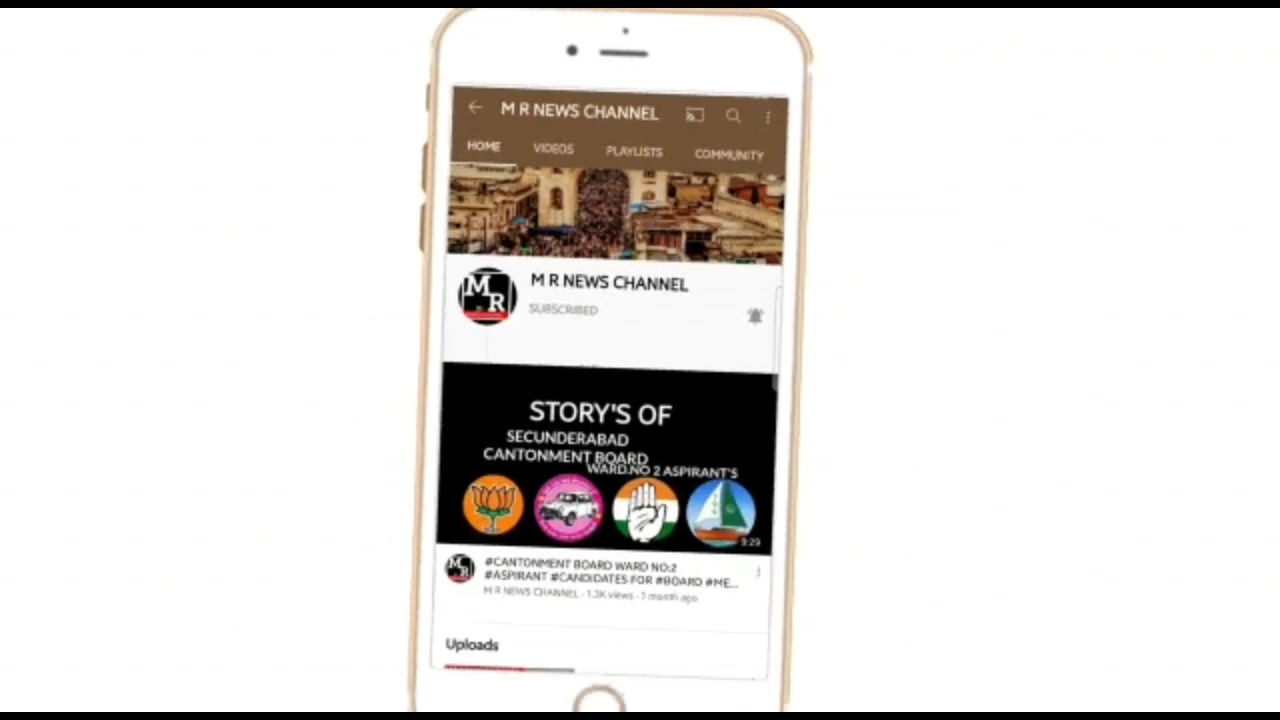 M R NEWS CHANNEL
HOME VIDEOS PLAYLISTS COMMUNITY
M R NEWS CHANNEL
SUBSCRIBED
M R
STORY'S OF
SECUNDERABAD
CANTONMENT BOARD
WARD.NO 2 ASPIRANT'S
9:29
#CANTONMENT BOARD WARD NO:2
#ASPIRANT #CANDIDATES FOR #BOARD #ME...
M R NEWS CHANNEL · 1.3K views · 1 month ago
Uploads